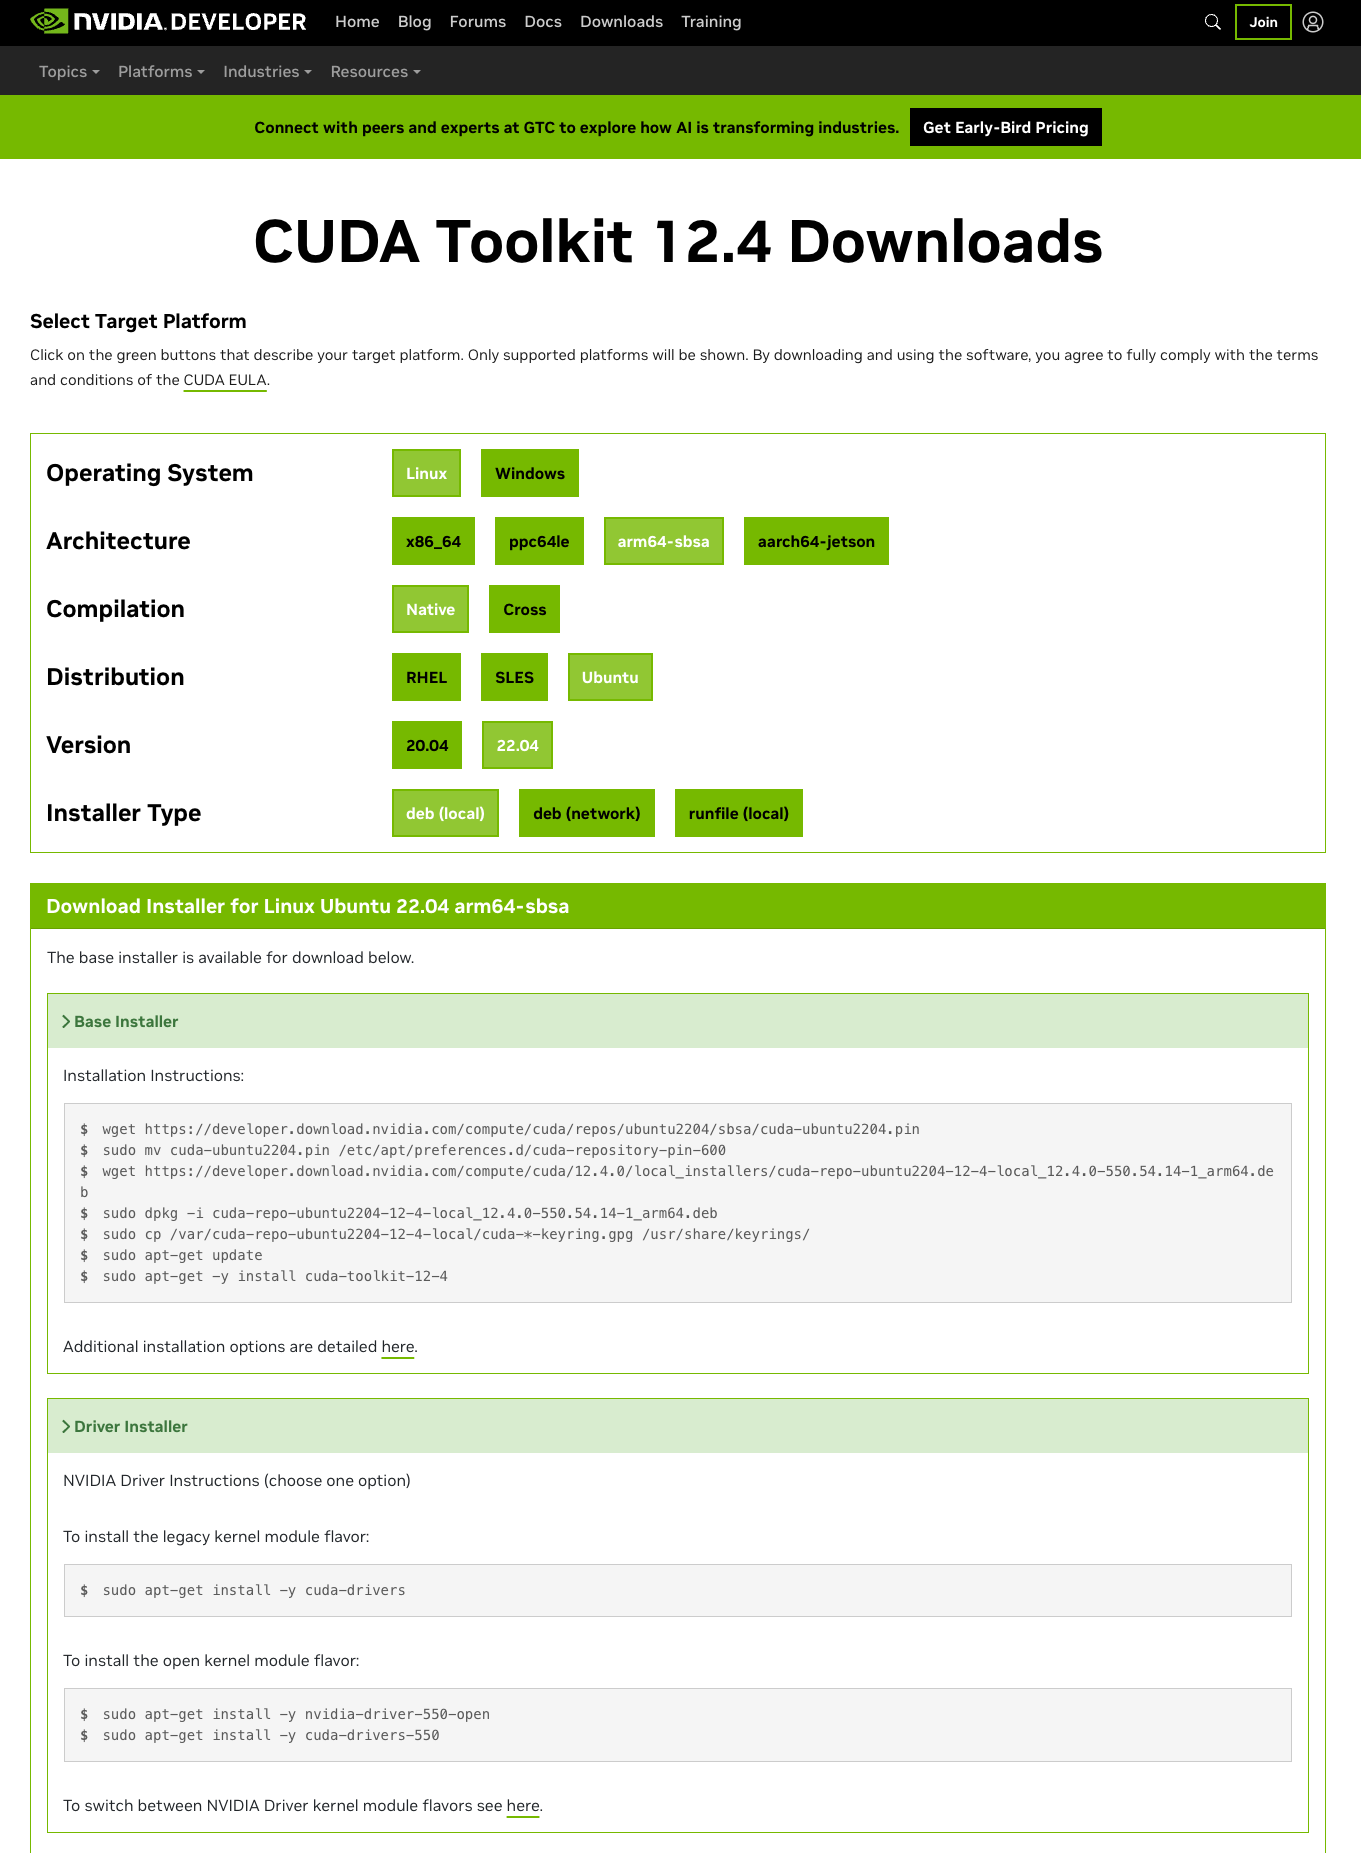 NVIDIA. DEVELOPER Home Blog Forums Docs Downloads Training Join
Topics Platforms Industries Resources
Connect with peers and experts at GTC to explore how AI is transforming industries. Get Early-Bird Pricing
CUDA Toolkit 12.4 Downloads
Select Target Platform
Click on the green buttons that describe your target platform. Only supported platforms will be shown. By downloading and using the software, you agree to fully comply with the terms
and conditions of the CUDA EULA.
Operating System Linux Windows
Architecture x86_64 ppc64le arm64-sbsa aarch64-jetson
Compilation Native Cross
Distribution RHEL SLES Ubuntu
Version 20.04 22.04
Installer Type deb (local) deb (network) runfile (local)
Download Installer for Linux Ubuntu 22.04 arm64-sbsa
The base installer is available for download below.
Base Installer
Installation Instructions:
$ wget https://developer.download.nvidia.com/compute/cuda/repos/ubuntu2204/sbsa/cuda-ubuntu2204.pin
$ sudo mv cuda-ubuntu2204.pin /etc/apt/preferences.d/cuda-repository-pin-600
$ wget https://developer.download.nvidia.com/compute/cuda/12.4.0/local_installers/cuda-repo-ubuntu2204-12-4-local_12.4.0-550.54.14-1_arm64.de
b
$ sudo dpkg -i cuda-repo-ubuntu2204-12-4-local_12.4.0-550.54.14-1_arm64.deb
$ sudo cp /var/cuda-repo-ubuntu2204-12-4-local/cuda-*-keyring.gpg /usr/share/keyrings/
$ sudo apt-get update
$ sudo apt-get -y install cuda-toolkit-12-4
Additional installation options are detailed here.
Driver Installer
NVIDIA Driver Instructions (choose one option)
To install the legacy kernel module flavor:
$ sudo apt-get install -y cuda-drivers
To install the open kernel module flavor:
$ sudo apt-get install -y nvidia-driver-550-open
$ sudo apt-get install -y cuda-drivers-550
To switch between NVIDIA Driver kernel module flavors see here.